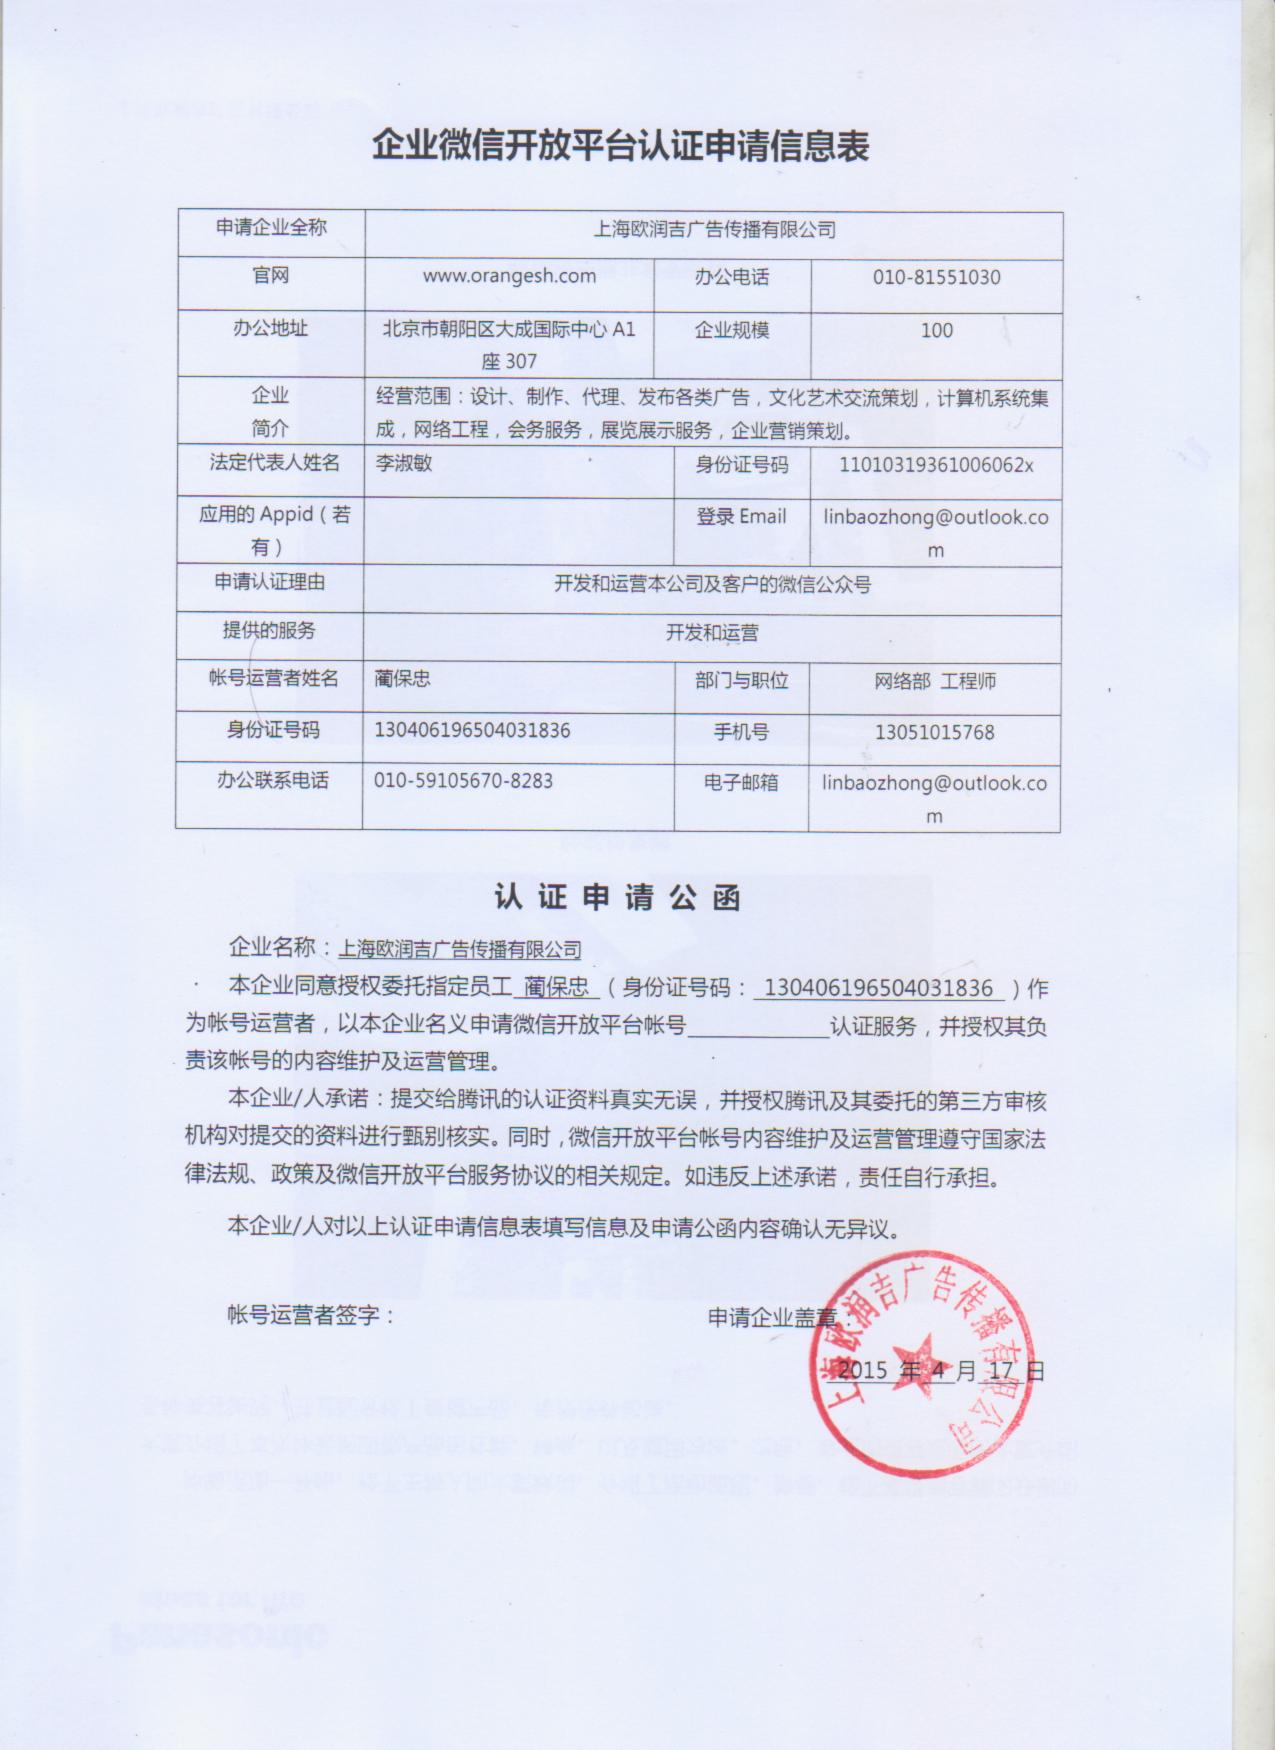 企业微信开放平台认证申请信息表
申请企业全称 上海欧润吉广告传播有限公司
官网 www.orangesh.com 办公电话 010-81551030
办公地址 北京市朝阳区大成国际中心 A1 企业规模 100
座 307
企业 经营范围：设计、制作、代理、发布各类广告，文化艺术交流策划，计算机系统集
简介 成，网络工程，会务服务，展览展示服务，企业营销策划。
法定代表人姓名 李淑敏 身份证号码 11010319361006062x
应用的 Appid（若 登录 Email linbaozhong@outlook.co
有） m
申请认证理由 开发和运营本公司及客户的微信公众号
提供的服务 开发和运营
帐号运营者姓名 蔺保忠 部门与职位 网络部 工程师
身份证号码 130406196504031836 手机号 13051015768
办公联系电话 010-59105670-8283 电子邮箱 linbaozhong@outlook.co
m
认证申请公函
企业名称：上海欧润吉广告传播有限公司
本企业同意授权委托指定员工 蔺保忠 （身份证号码： 130406196504031836 ）作
为帐号运营者，以本企业名义申请微信开放平台帐号____________认证服务，并授权其负
责该帐号的内容维护及运营管理。
本企业/人承诺：提交给腾讯的认证资料真实无误，并授权腾讯及其委托的第三方审核
机构对提交的资料进行甄别核实。同时，微信开放平台帐号内容维护及运营管理遵守国家法
律法规、政策及微信开放平台服务协议的相关规定。如违反上述承诺，责任自行承担。
本企业/人对以上认证申请信息表填写信息及申请公函内容确认无异议。
帐号运营者签字： 申请企业盖章：
2015 年 4 月 17 日
上海欧润吉广告传播有限公司